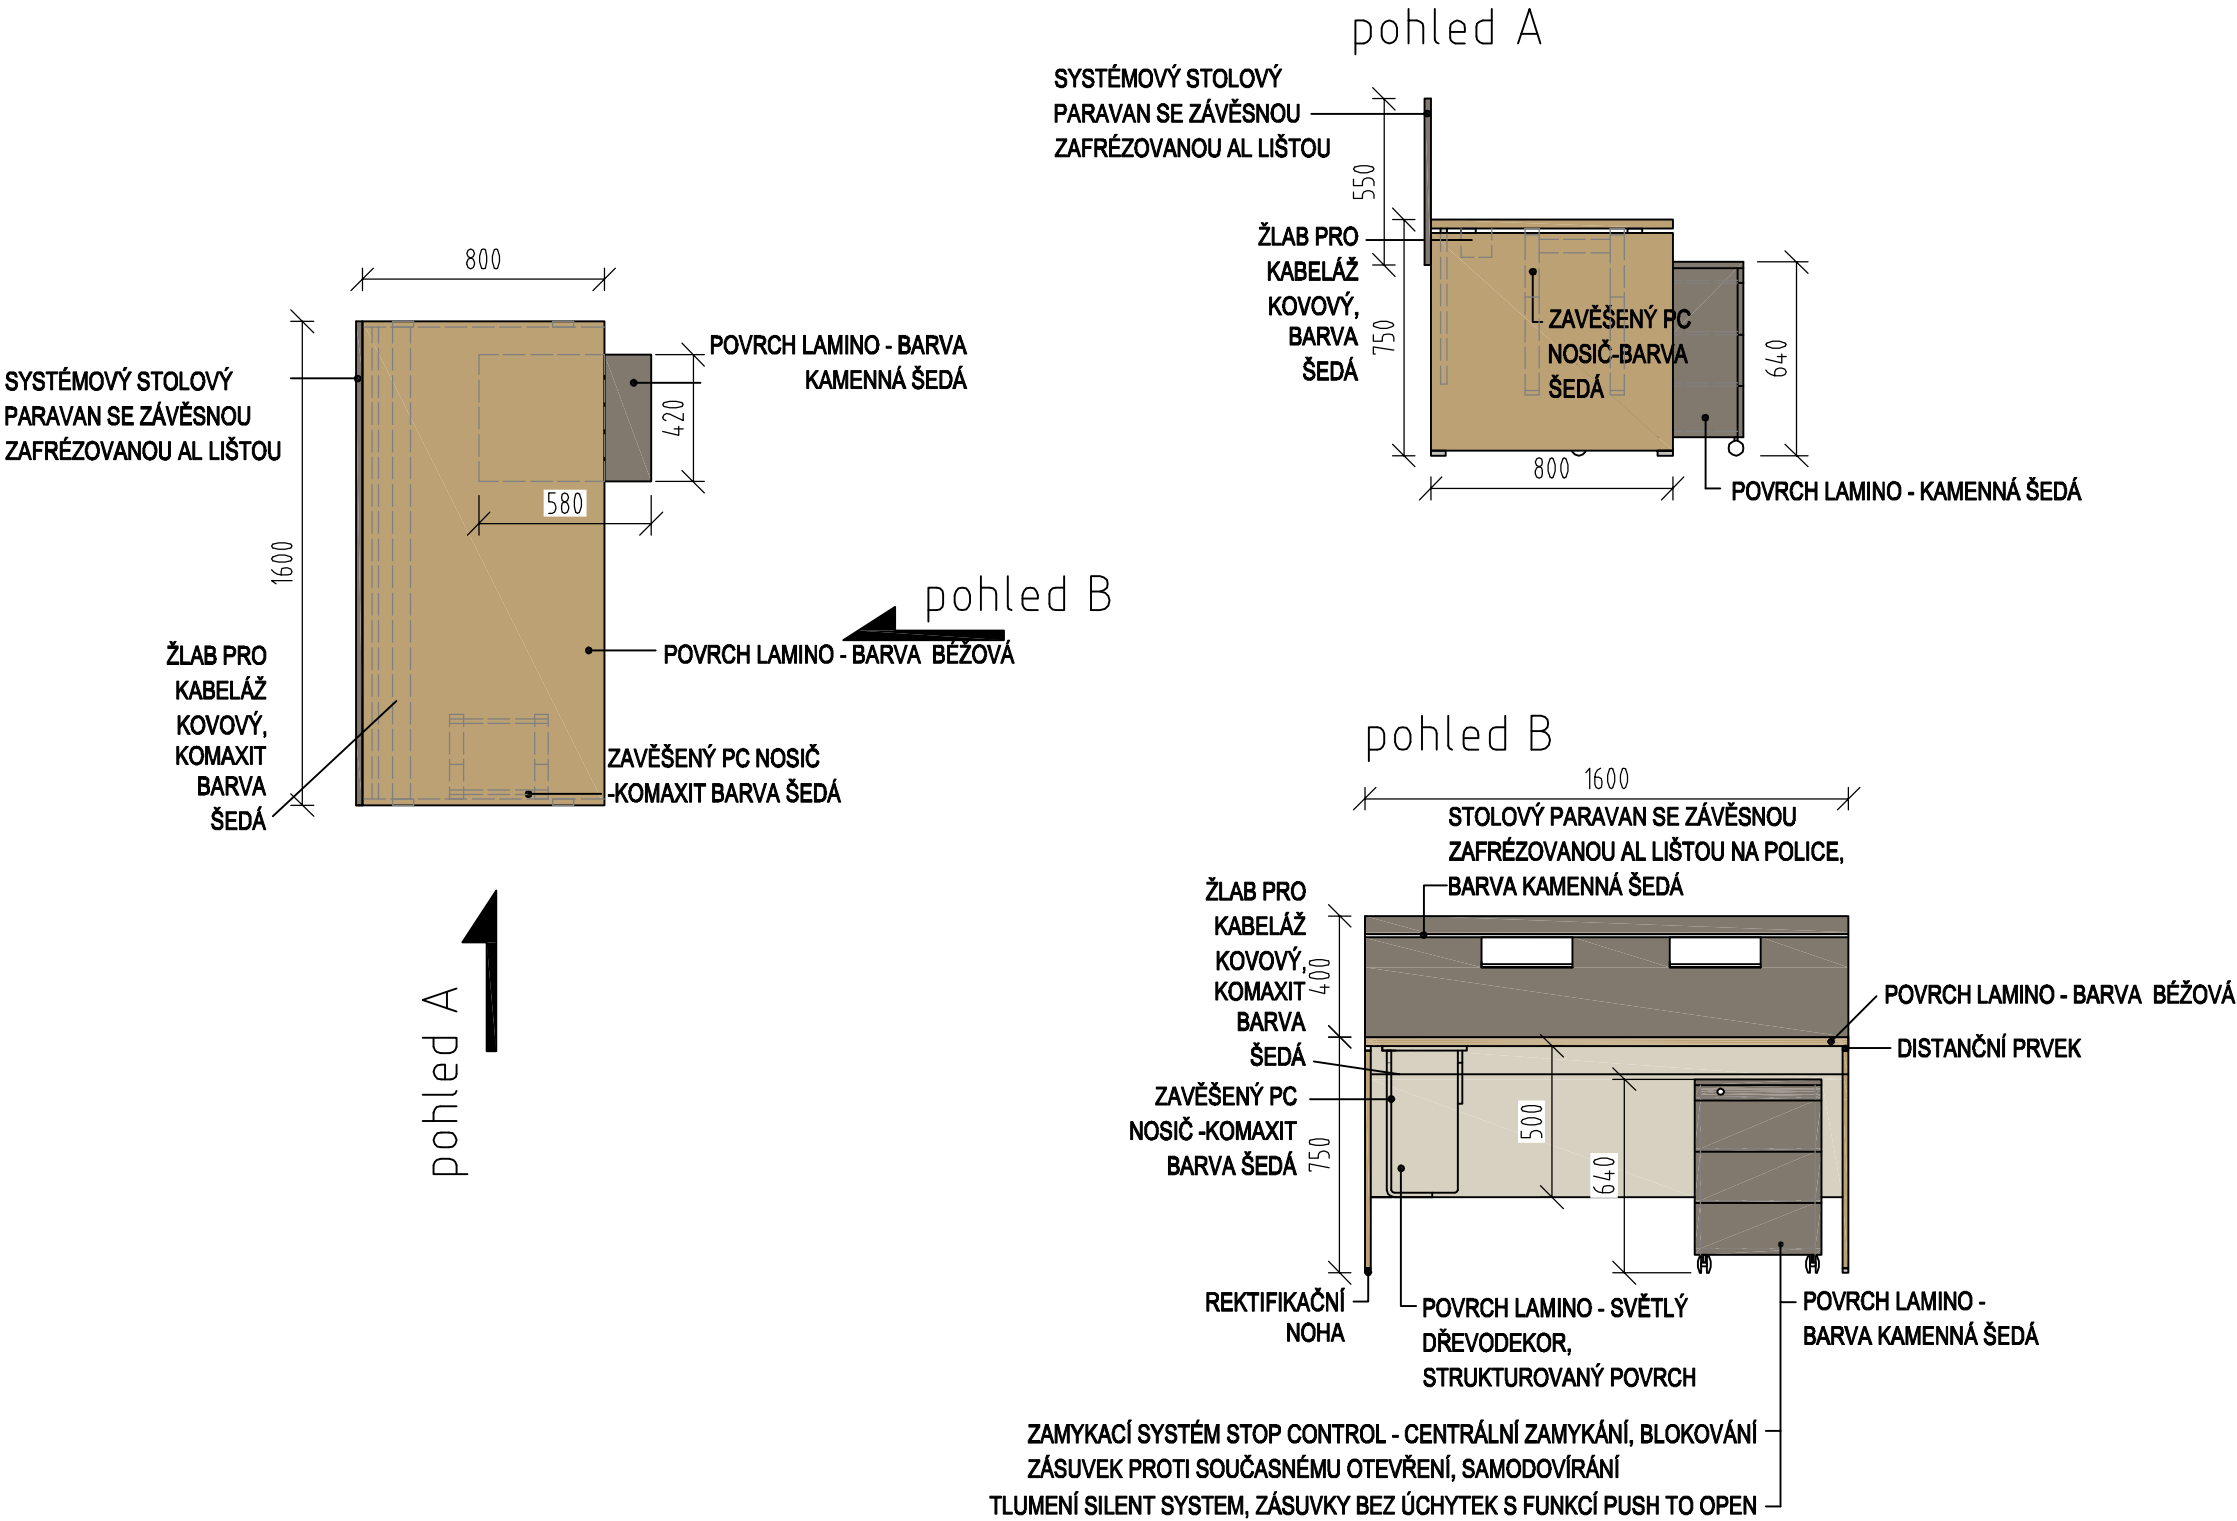 pohled A
SYSTÉMOVÝ STOLOVÝ
PARAVAN SE ZÁVĚSNOU
ZAFRÉZOVANOU AL LIŠTOU
550
ŽLAB PRO
KABELÁŽ
KOVOVÝ,
BARVA
ŠEDÁ
750
ZAVĚŠENÝ PC
NOSIČ-BARVA
ŠEDÁ
640
800
POVRCH LAMINO - KAMENNÁ ŠEDÁ
800
POVRCH LAMINO - BARVA
KAMENNÁ ŠEDÁ
SYSTÉMOVÝ STOLOVÝ
PARAVAN SE ZÁVĚSNOU
ZAFRÉZOVANOU AL LIŠTOU
420
580
1600
pohled B
POVRCH LAMINO - BARVA  BÉŽOVÁ
ŽLAB PRO
KABELÁŽ
KOVOVÝ,
KOMAXIT
BARVA
ŠEDÁ
ZAVĚŠENÝ PC NOSIČ
-KOMAXIT BARVA ŠEDÁ
pohled A
pohled B
1600
STOLOVÝ PARAVAN SE ZÁVĚSNOU
ZAFRÉZOVANOU AL LIŠTOU NA POLICE,
BARVA KAMENNÁ ŠEDÁ
ŽLAB PRO
KABELÁŽ
KOVOVÝ,
KOMAXIT
BARVA
ŠEDÁ
400
POVRCH LAMINO - BARVA  BÉŽOVÁ
DISTANČNÍ PRVEK
ZAVĚŠENÝ PC
NOSIČ -KOMAXIT
BARVA ŠEDÁ
750
500
640
REKTIFIKAČNÍ
NOHA
POVRCH LAMINO - SVĚTLÝ
DŘEVODEKOR,
STRUKTUROVANÝ POVRCH
POVRCH LAMINO -
BARVA KAMENNÁ ŠEDÁ
ZAMYKACÍ SYSTÉM STOP CONTROL - CENTRÁLNÍ ZAMYKÁNÍ, BLOKOVÁNÍ
ZÁSUVEK PROTI SOUČASNÉMU OTEVŘENÍ, SAMODOVÍRÁNÍ
TLUMENÍ SILENT SYSTEM, ZÁSUVKY BEZ ÚCHYTEK S FUNKCÍ PUSH TO OPEN